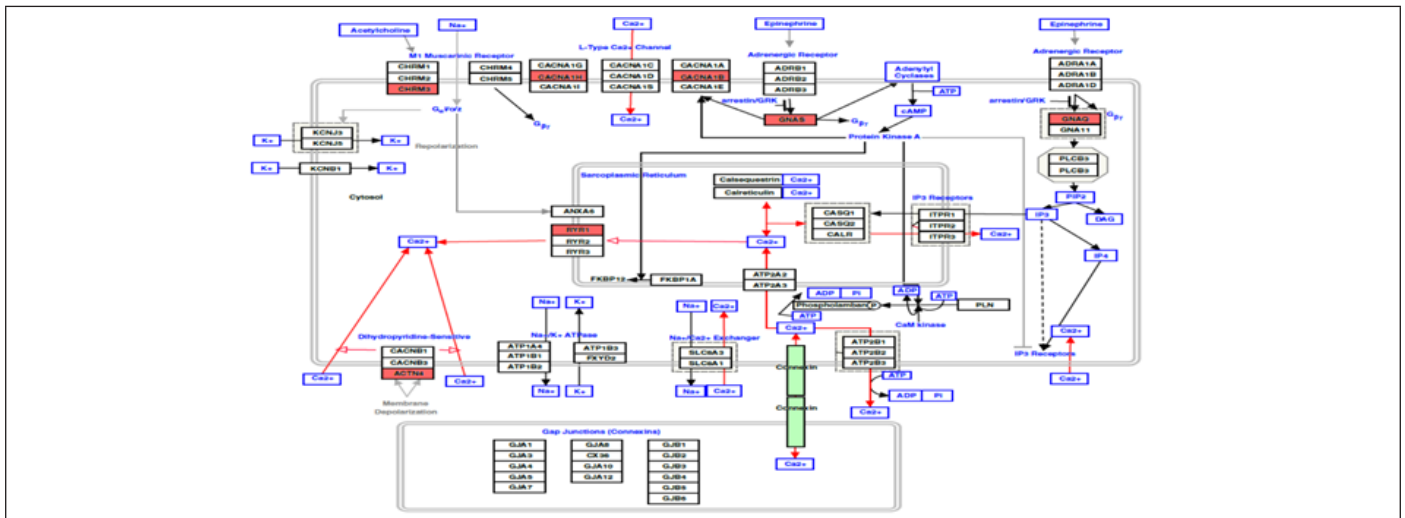 Acetylcholine
Na+
Ca2+
Epinephrine
Epinephrine
M1 Muscarinic Receptor
L-Type Ca2+ Channel
Adrenergic Receptor
Adrenergic Receptor
CHRM1
CHRM2
CHRM3
CHRM4
CHRM5
CACNA1G
CACNA1H
CACNA1I
CACNA1C
CACNA1D
CACNA1S
CACNA1A
CACNA1B
CACNA1E
ADRB1
ADRB2
ADRB3
Adenylyl
Cyclases
ATP
cAMP
ADRA1A
ADRA1B
ADRA1D
arrestin/GRK
GNAS
Gβγ
Gβγ
Ca2+
Protein Kinase A
arrestin/GRK
GNAQ
GNA11
Gβγ
KCNJ3
KCNJ5
K+
K+
Repolarization
K+
KCNB1
K+
Cytosol
PLCB3
PLCB3
PIP2
IP3
DAG
IP4
Sarcoplasmic Reticulum
Calsequestrin
Ca2+
Calreticulin
Ca2+
IP3 Receptors
ANXA6
CASQ1
CASQ2
CALR
ITPR1
ITPR2
ITPR3
Ca2+
RYR1
RYR2
RYR3
Ca2+
Ca2+
FKBP12
FKBP1A
ATP2A2
ATP2A3
ADP
Pi
Phospholamban
P
ATP
ADP
ATP
PLN
CaM kinase
Na+
K+
Na+
Ca2+
Na+/K+ ATPase
Na+/Ca2+ Exchanger
Ca2+
Ca2+
IP3 Receptors
Ca2+
Dihydropyridine-Sensitive
CACNB1
CACNB3
ACTN4
Ca2+
Ca2+
Membrane
Depolarization
ATP1A4
ATP1B1
ATP1B2
ATP1B3
FXYD2
SLC8A3
SLC8A1
Na+
K+
Na+
Ca2+
Connexin
Connexin
ATP2B1
ATP2B2
ATP2B3
ATP
ADP
Pi
Ca2+
Gap Junctions (Connexins)
GJA1
GJA3
GJA4
GJA5
GJA7
GJA8
CX36
GJA10
GJA12
GJB1
GJB2
GJB3
GJB4
GJB5
GJB6
Ca2+